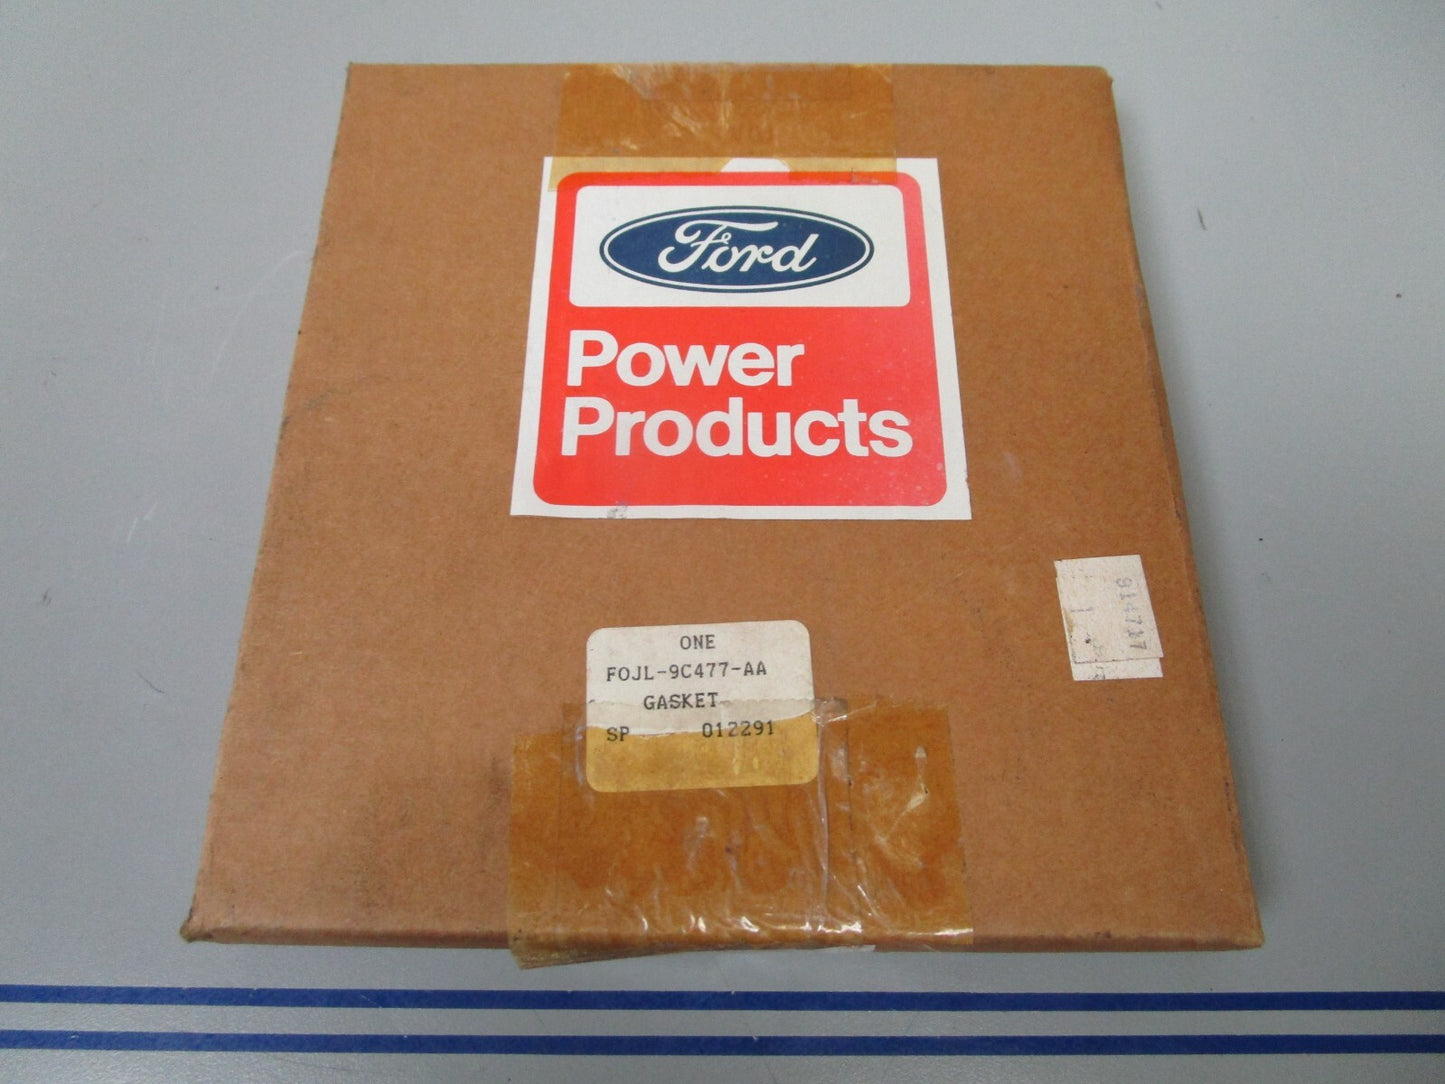 Ford
Power
Products
ONE
FOJL-9C477-AA
GASKET
SP 012291